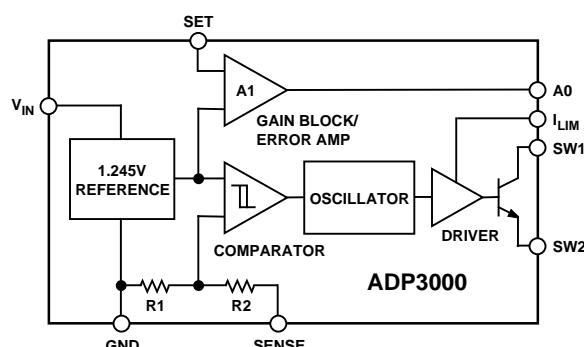 SET
V_IN
A1
A0
GAIN BLOCK/
ERROR AMP
I_LIM
SW1
1.245V
REFERENCE
OSCILLATOR
COMPARATOR
DRIVER
SW2
R1
R2
ADP3000
GND
SENSE